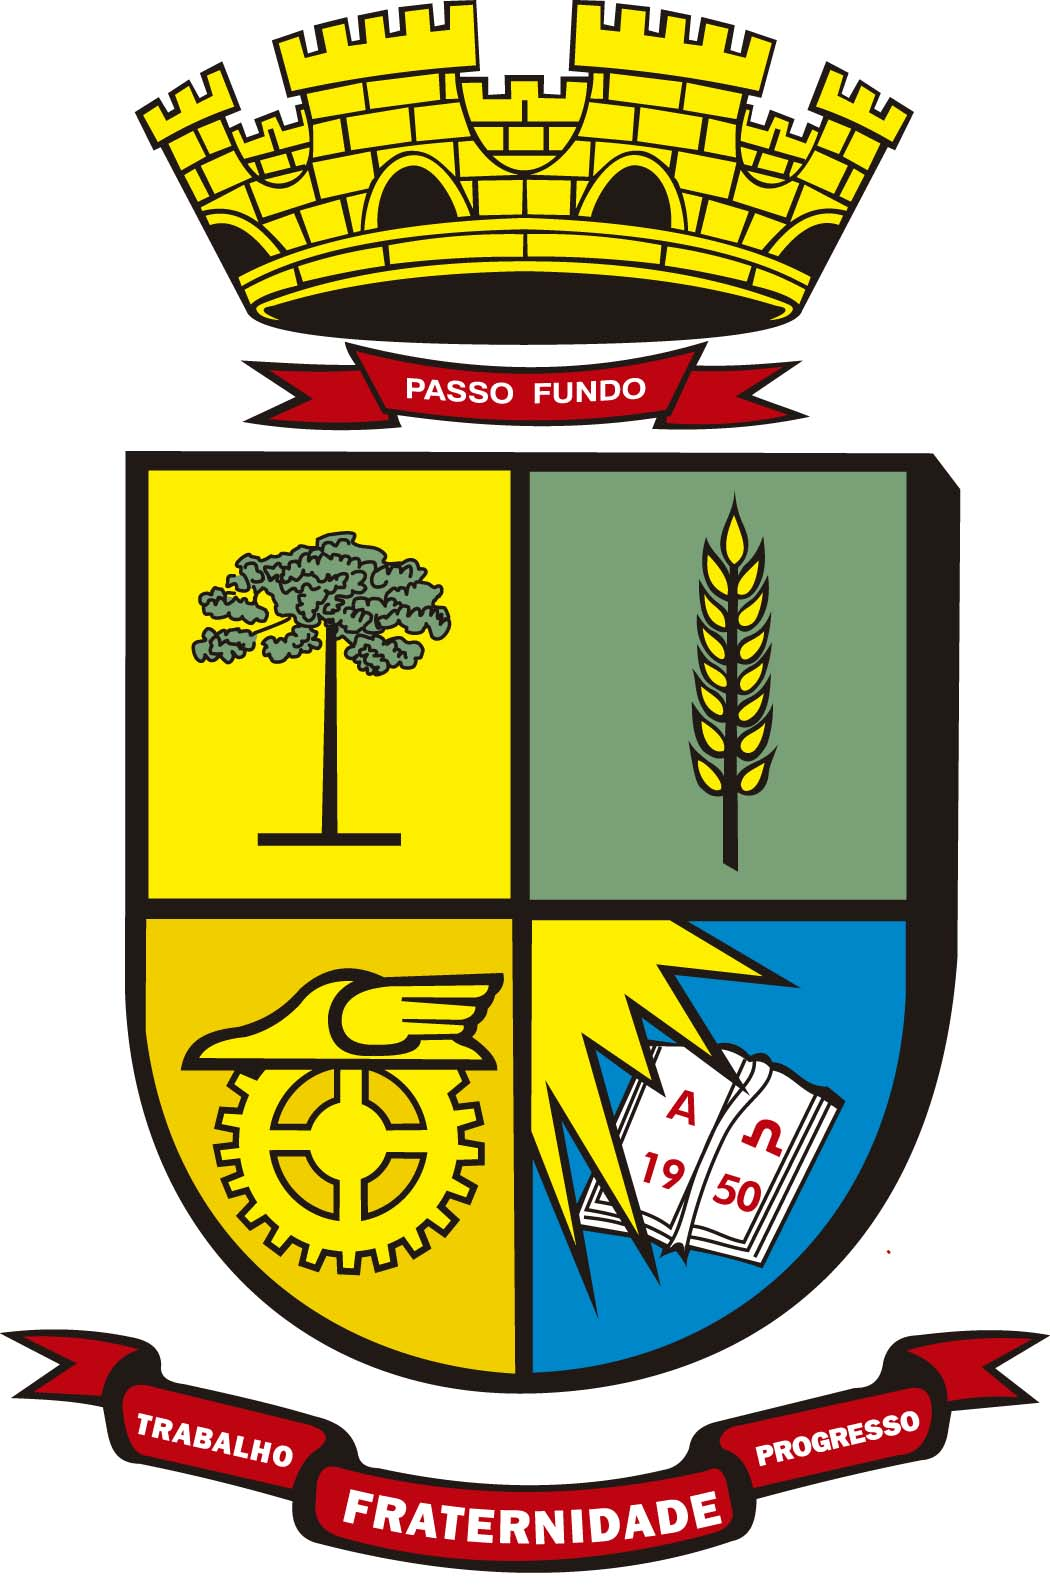 PASSO FUNDO
A
19
50
TRABALHO
FRATERNIDADE
PROGRESSO